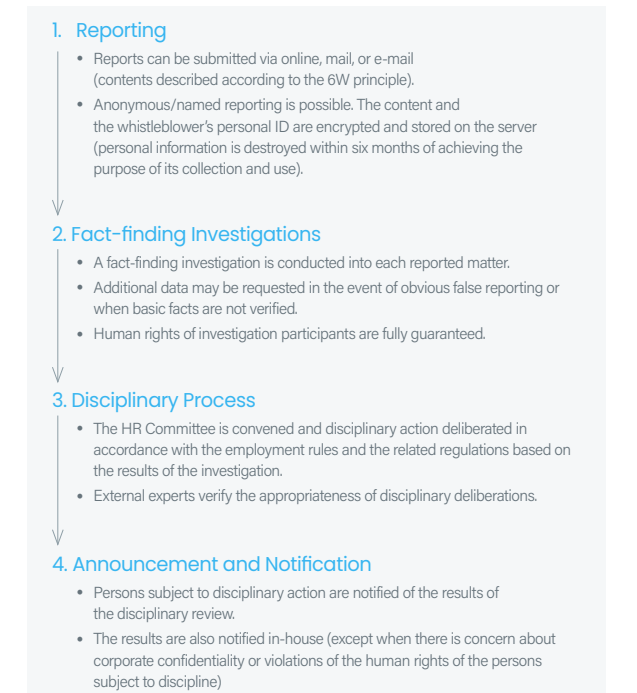 1. Reporting
• Reports can be submitted via online, mail, or e-mail
(contents described according to the 6W principle).
• Anonymous/named reporting is possible. The content and
the whistleblower's personal ID are encrypted and stored on the server
(personal information is destroyed within six months of achieving the
purpose of its collection and use).
2. Fact-finding Investigations
• A fact-finding investigation is conducted into each reported matter.
• Additional data may be requested in the event of obvious false reporting or
when basic facts are not verified.
• Human rights of investigation participants are fully guaranteed.
3. Disciplinary Process
• The HR Committee is convened and disciplinary action deliberated in
accordance with the employment rules and the related regulations based on
the results of the investigation.
• External experts verify the appropriateness of disciplinary deliberations.
4. Announcement and Notification
• Persons subject to disciplinary action are notified of the results of
the disciplinary review.
• The results are also notified in-house (except when there is concern about
corporate confidentiality or violations of the human rights of the persons
subject to discipline)